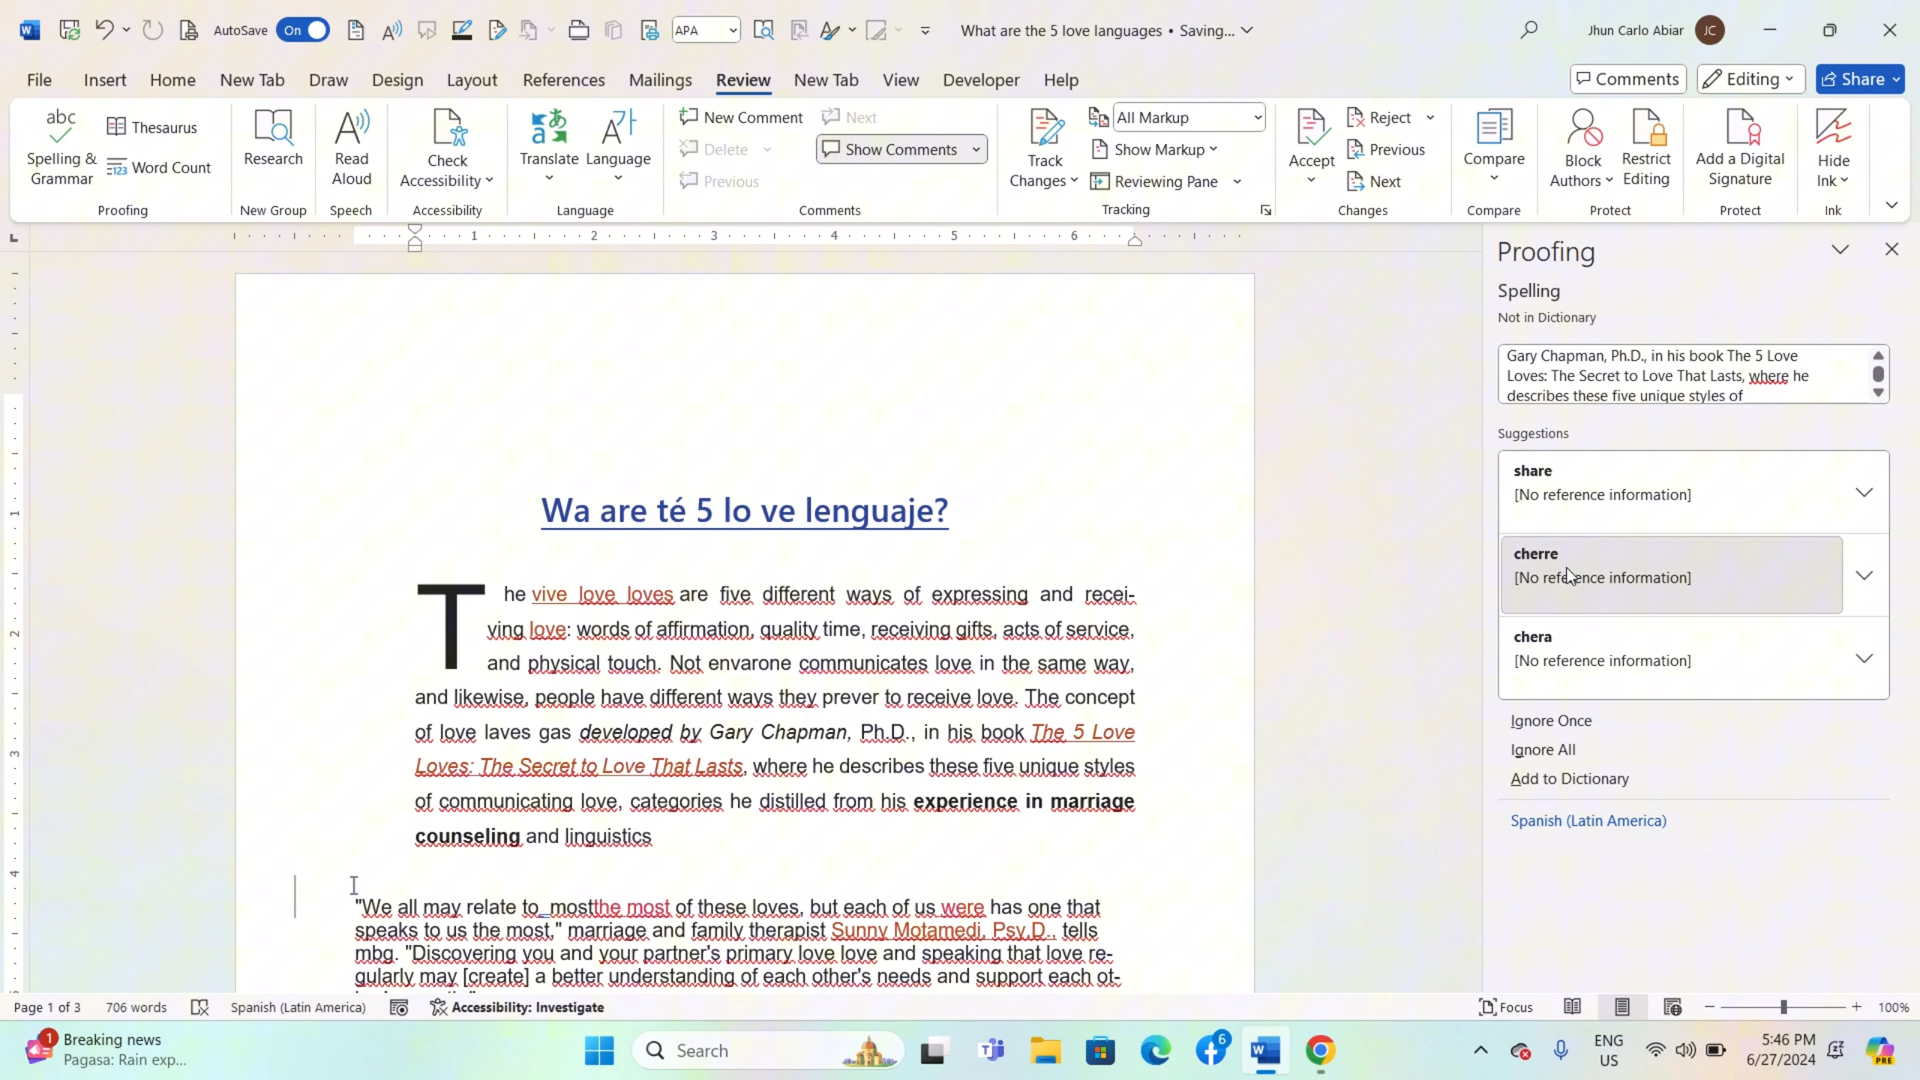 AutoSave On APA What are the 5 love languages • Saving... Jhun Carlo Abiar JC
File Insert Home New Tab Draw Design Layout References Mailings Review New Tab View Developer Help Comments Editing Share
abc Spelling & Grammar Thesaurus Word Count Research Read Aloud Check Accessibility Translate Language New Comment Delete Previous Next Show Comments Track Changes All Markup Show Markup Reviewing Pane Accept Reject Previous Next Compare Block Authors Restrict Editing Add a Digital Signature Hide Ink
Proofing New Group Speech Accessibility Language Comments Tracking Changes Compare Protect Protect Ink
1 2 3 4 5 6
Wa are té 5 lo ve lenguaje?
The vive love loves are five different ways of expressing and recei-
ving love: words of affirmation, quality time, receiving gifts, acts of service,
and physical touch. Not envarone communicates love in the same way,
and likewise, people have different ways they prever to receive love. The concept
of love laves gas developed by Gary Chapman, Ph.D., in his book The 5 Love
Loves: The Secret to Love That Lasts, where he describes these five unique styles
of communicating love, categories he distilled from his experience in marriage
counseling and linguistics
"We all may relate to mostthe most of these loves, but each of us were has one that
speaks to us the most," marriage and family therapist Sunny Motamedi, Psy.D., tells
mbg. "Discovering you and your partner's primary love love and speaking that love re-
gularly may [create] a better understanding of each other's needs and support each ot-
Proofing
Spelling
Not in Dictionary
Gary Chapman, Ph.D., in his book The 5 Love
Loves: The Secret to Love That Lasts, where he
describes these five unique styles of
Suggestions
share
[No reference information]
cherre
[No reference information]
chera
[No reference information]
Ignore Once
Ignore All
Add to Dictionary
Spanish (Latin America)
Page 1 of 3 706 words Spanish (Latin America) Accessibility: Investigate Focus 100%
1 Breaking news
Pagasa: Rain exp...
Search
6
ENG
US
5:46 PM
6/27/2024
PRE